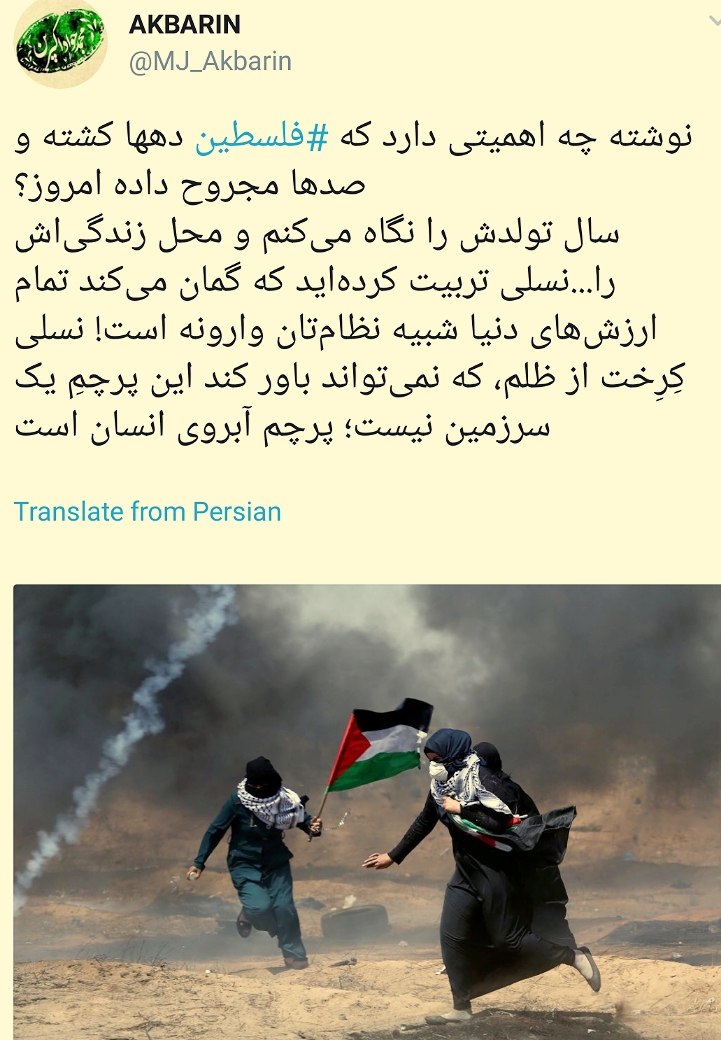 AKBARIN
@MJ_Akbarin
نوشته چه اهمیتی دارد که #فلسطین دهها کشته و
صدها مجروح داده امروز؟
سال تولدش را نگاه می‌کنم و محل زندگی‌اش
را...نسلی تربیت کرده‌اید که گمان می‌کند تمام
ارزش‌های دنیا شبیه نظام‌تان وارونه است! نسلی
کِرِخت از ظلم، که نمی‌تواند باور کند این پرچمِ یک
سرزمین نیست؛ پرچم آبروی انسان است
Translate from Persian